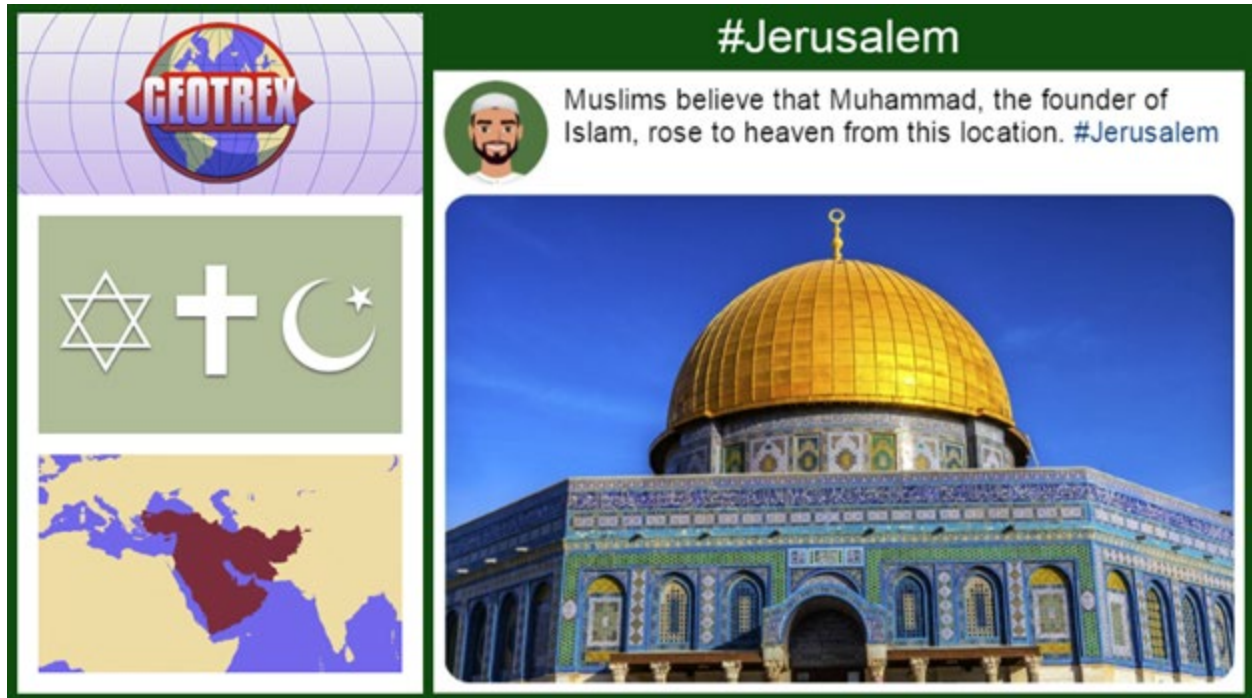 GEOTREX
#Jerusalem
Muslims believe that Muhammad, the founder of
Islam, rose to heaven from this location. #Jerusalem